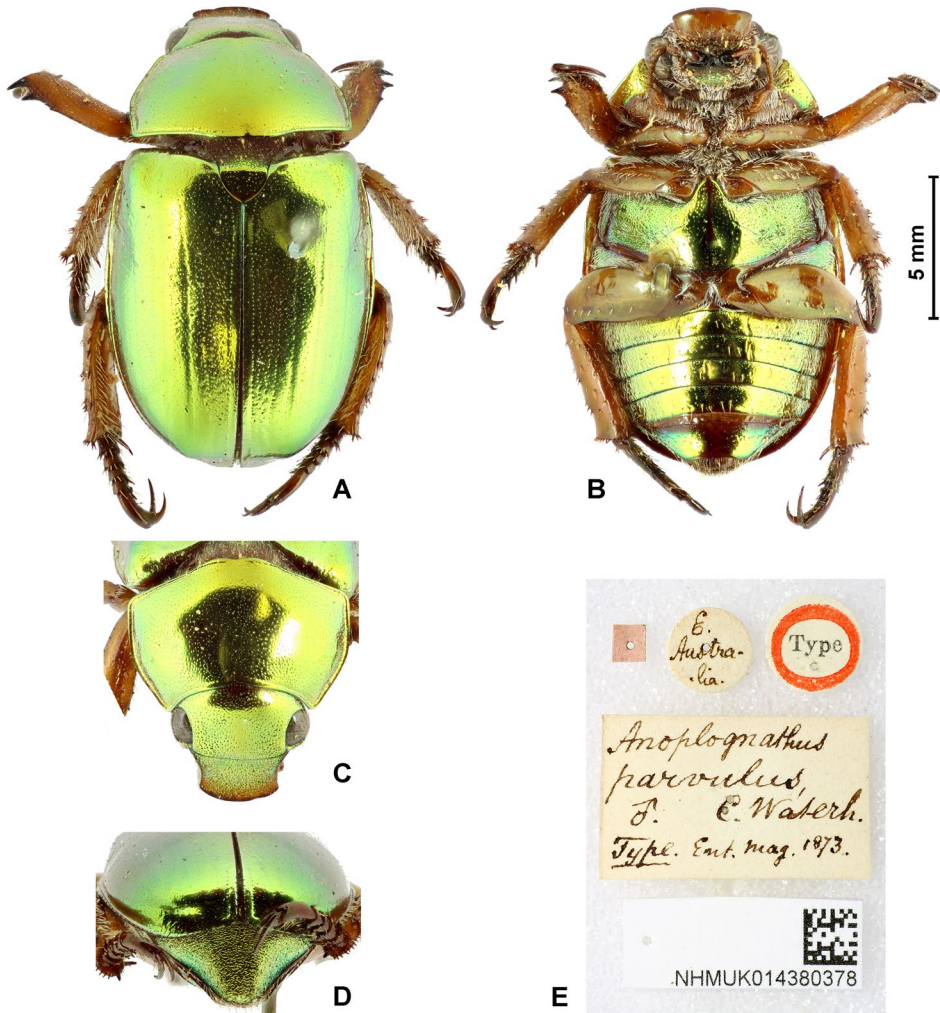 A
B
5 mm
C
D
E
E.
Austra-
-lia.
Type
Anoplognathus
parvulus,
E. Waterh.
Type. Ent. Mag. 1873.
NHMUK014380378